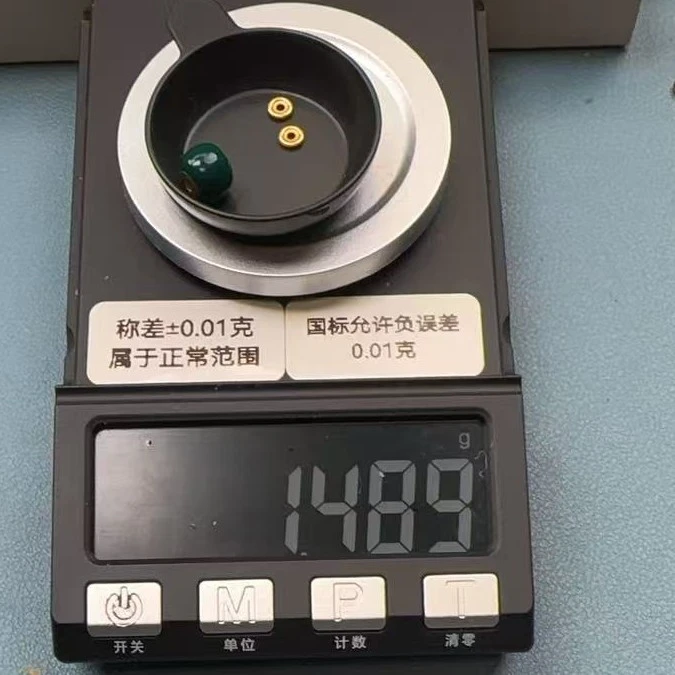 称差±0.01克
属于正常范围
国标允许负误差
0.01克
g
1489
M
P
T
开关
单位
计数
清零